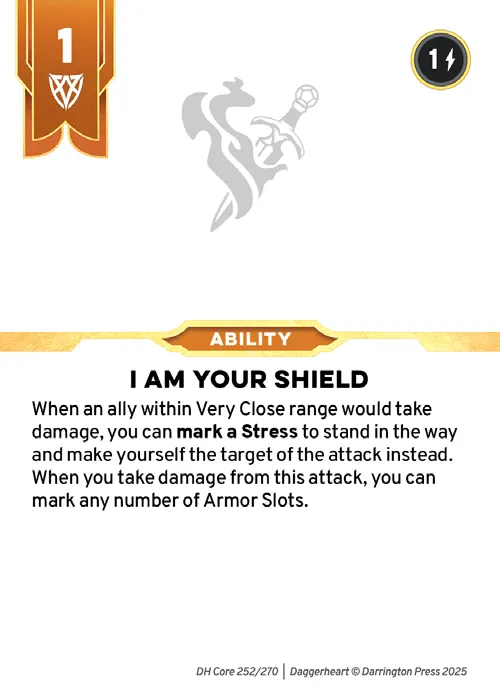 1
1
ABILITY
I AM YOUR SHIELD
When an ally within Very Close range would take
damage, you can mark a Stress to stand in the way
and make yourself the target of the attack instead.
When you take damage from this attack, you can
mark any number of Armor Slots.
DH Core 252/270 | Daggerheart © Darrington Press 2025